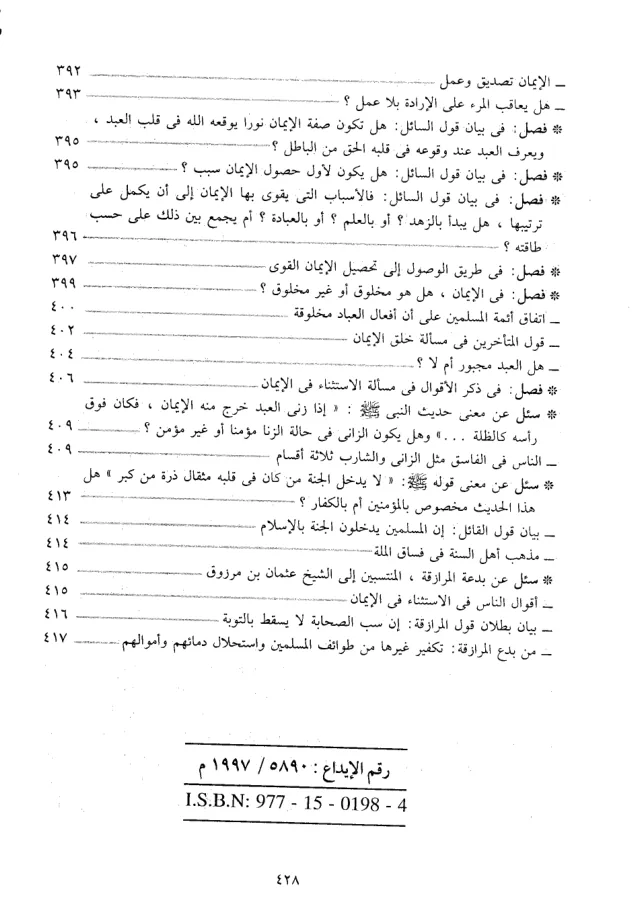 ــ الإيمان تصديق وعمل ٣٩٢
ــ هل يعاقب المرء على الإرادة بلا عمل ؟ ٣٩٣
* فصل : فى بيان قول السائل : هل تكون صفة الإيمان نورا يوقعه الله فى قلب العبد ،
ويعرف العبد عند وقوعه فى قلبه الحق من الباطل ؟ ٣٩٥
* فصل : فى بيان قول السائل : هل يكون لأول حصول الإيمان سبب ؟ ٣٩٥
* فصل : فى بيان قول السائل : فالأسباب التى يقوى بها الإيمان إلى أن يكمل على
ترتيبها ، هل يبدأ بالزهد ؟ أو بالعلم ؟ أو بالعبادة ؟ أم يجمع بين ذلك على حسب
طاقته ؟ ٣٩٦
* فصل : فى طريق الوصول إلى تحصيل الإيمان القوى ٣٩٧
* فصل : فى الإيمان ، هل هو مخلوق أو غير مخلوق ؟ ٣٩٩
ــ اتفاق أئمة المسلمين على أن أفعال العباد مخلوقة ٤٠٠
ــ قول المتأخرين فى مسألة خلق الإيمان ٤٠٢
ــ هل العبد مجبور أم لا ؟ ٤٠٤
* فصل : فى ذكر الأقوال فى مسألة الاستثناء فى الإيمان ٤٠٦
* سئل عن معنى حديث النبى ﷺ : « إذا زنى العبد خرج منه الإيمان ، فكان فوق
رأسه كالظلة ... » وهل يكون الزانى فى حالة الزنا مؤمنا أو غير مؤمن ؟ ٤٠٩
ــ الناس فى الفاسق مثل الزانى والشارب ثلاثة أقسام ٤٠٩
* سئل عن معنى قوله ﷺ : « لا يدخل الجنة من كان فى قلبه مثقال ذرة من كبر » هل
هذا الحديث مخصوص بالمؤمنين أم بالكفار ؟ ٤١٣
ــ بيان قول القائل : إن المسلمين يدخلون الجنة بالإسلام ٤١٤
ــ مذهب أهل السنة فى فساق الملة ٤١٤
* سئل عن بدعة المرازقة ، المنتسبين إلى الشيخ عثمان بن مرزوق ٤١٥
ــ أقوال الناس فى الاستثناء فى الإيمان ٤١٥
ــ بيان بطلان قول المرازقة : إن سب الصحابة لا يسقط بالتوبة ٤١٦
ــ من بدع المرازقة : تكفير غيرها من طوائف المسلمين واستحلال دمائهم وأموالهم ٤١٧
رقم الإيداع : ٥٨٩٠ / ١٩٩٧ م
I.S.B.N: 977 - 15 - 0198 - 4
٤٢٨